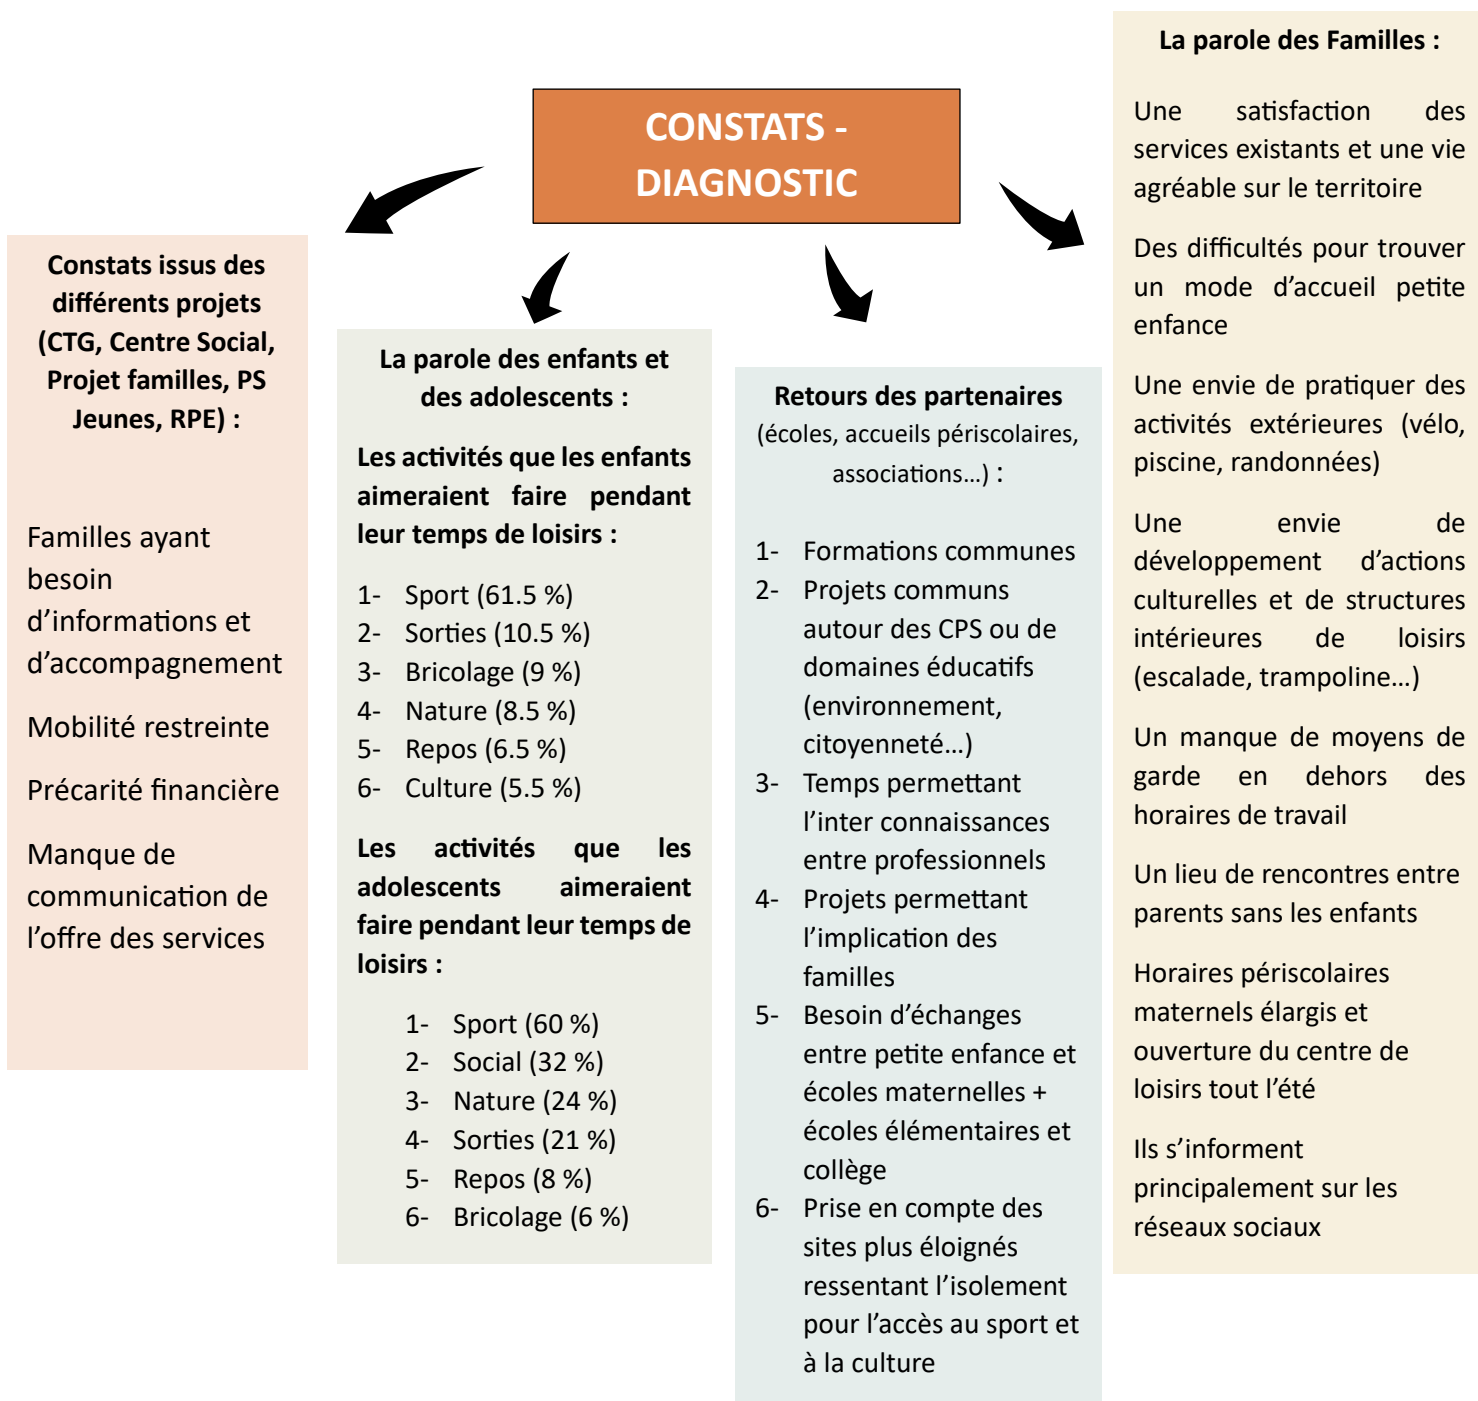 CONSTATS -
DIAGNOSTIC
Constats issus des
différents projets
(CTG, Centre Social,
Projet familles, PS
Jeunes, RPE) :
Familles ayant
besoin
d’informations et
d’accompagnement
Mobilité restreinte
Précarité financière
Manque de
communication de
l’offre des services
La parole des enfants et
des adolescents :
Les activités que les enfants
aimeraient faire pendant
leur temps de loisirs :
1- Sport (61.5 %)
2- Sorties (10.5 %)
3- Bricolage (9 %)
4- Nature (8.5 %)
5- Repos (6.5 %)
6- Culture (5.5 %)
Les activités que les
adolescents aimeraient
faire pendant leur temps de
loisirs :
1- Sport (60 %)
2- Social (32 %)
3- Nature (24 %)
4- Sorties (21 %)
5- Repos (8 %)
6- Bricolage (6 %)
Retours des partenaires
(écoles, accueils périscolaires,
associations…) :
1- Formations communes
2- Projets communs
autour des CPS ou de
domaines éducatifs
(environnement,
citoyenneté…)
3- Temps permettant
l’inter connaissances
entre professionnels
4- Projets permettant
l’implication des
familles
5- Besoin d’échanges
entre petite enfance et
écoles maternelles +
écoles élémentaires et
collège
6- Prise en compte des
sites plus éloignés
ressentant l’isolement
pour l’accès au sport et
à la culture
La parole des Familles :
Une satisfaction des
services existants et une vie
agréable sur le territoire
Des difficultés pour trouver
un mode d’accueil petite
enfance
Une envie de pratiquer des
activités extérieures (vélo,
piscine, randonnées)
Une envie de
développement d’actions
culturelles et de structures
intérieures de loisirs
(escalade, trampoline…)
Un manque de moyens de
garde en dehors des
horaires de travail
Un lieu de rencontres entre
parents sans les enfants
Horaires périscolaires
maternels élargis et
ouverture du centre de
loisirs tout l’été
Ils s’informent
principalement sur les
réseaux sociaux